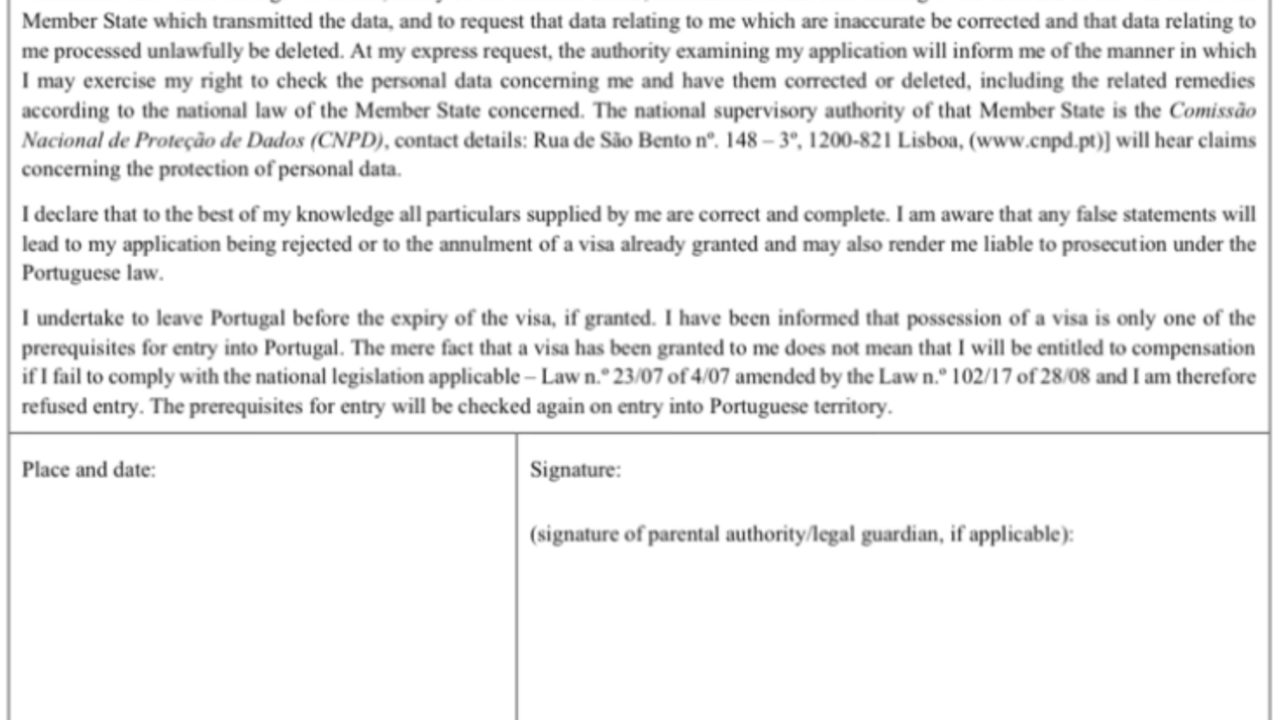 Member State which transmitted the data, and to request that data relating to me which are inaccurate be corrected and that data relating to
me processed unlawfully be deleted. At my express request, the authority examining my application will inform me of the manner in which
I may exercise my right to check the personal data concerning me and have them corrected or deleted, including the related remedies
according to the national law of the Member State concerned. The national supervisory authority of that Member State is the Comissão
Nacional de Proteção de Dados (CNPD), contact details: Rua de São Bento nº. 148 – 3º, 1200-821 Lisboa, (www.cnpd.pt)] will hear claims
concerning the protection of personal data.
I declare that to the best of my knowledge all particulars supplied by me are correct and complete. I am aware that any false statements will
lead to my application being rejected or to the annulment of a visa already granted and may also render me liable to prosecution under the
Portuguese law.
I undertake to leave Portugal before the expiry of the visa, if granted. I have been informed that possession of a visa is only one of the
prerequisites for entry into Portugal. The mere fact that a visa has been granted to me does not mean that I will be entitled to compensation
if I fail to comply with the national legislation applicable – Law n.º 23/07 of 4/07 amended by the Law n.º 102/17 of 28/08 and I am therefore
refused entry. The prerequisites for entry will be checked again on entry into Portuguese territory.
Place and date:
Signature:
(signature of parental authority/legal guardian, if applicable):